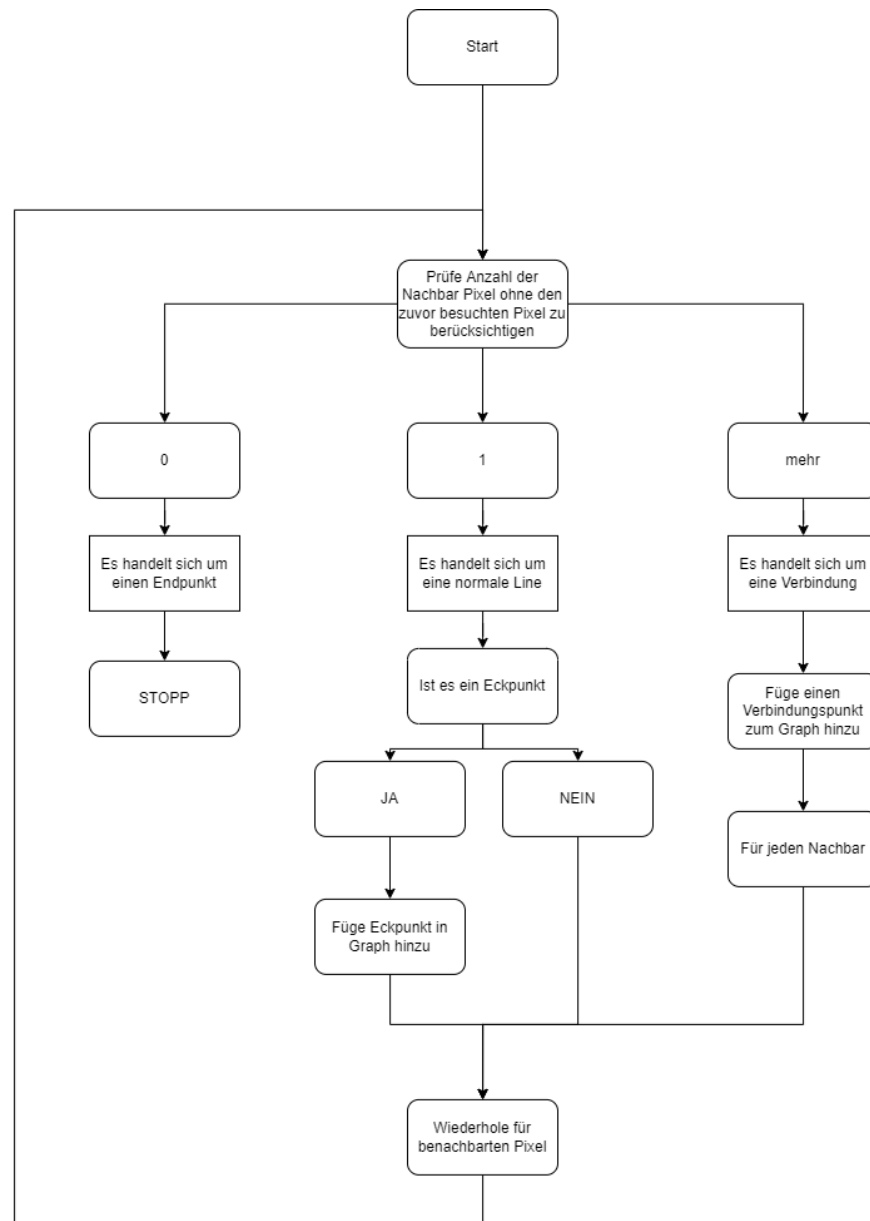 Start
Prüfe Anzahl der
Nachbar Pixel ohne den
zuvor besuchten Pixel zu
berücksichtigen
0
1
mehr
Es handelt sich um
einen Endpunkt
Es handelt sich um
eine normale Line
Es handelt sich um
eine Verbindung
STOPP
Ist es ein Eckpunkt
Füge einen
Verbindungspunkt
zum Graph hinzu
JA
NEIN
Für jeden Nachbar
Füge Eckpunkt in
Graph hinzu
Wiederhole für
benachbarten Pixel